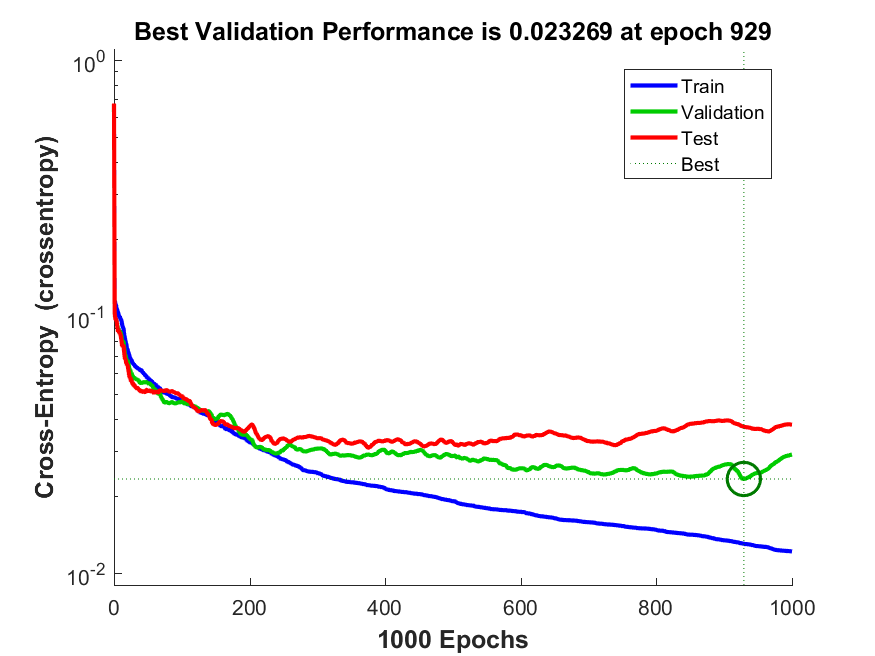 Best Validation Performance is 0.023269 at epoch 929
Cross-Entropy (crossentropy)
10^0
10^-1
10^-2
Train
Validation
Test
Best
0 200 400 600 800 1000
1000 Epochs